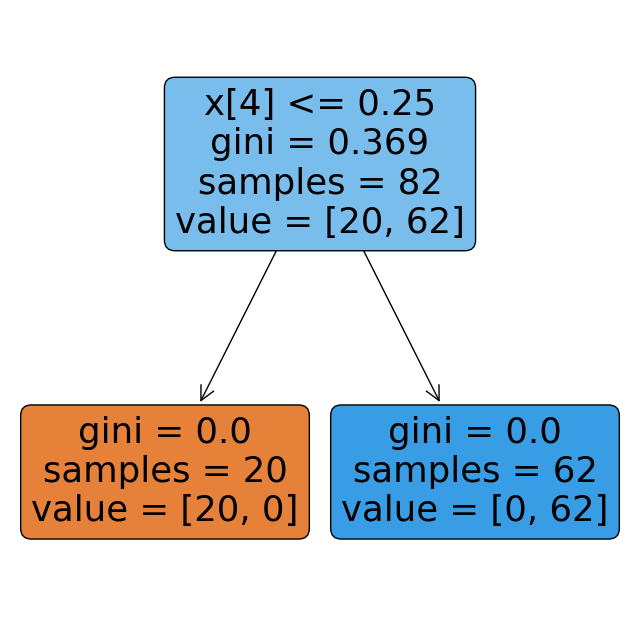 x[4] <= 0.25
gini = 0.369
samples = 82
value = [20, 62]
gini = 0.0
samples = 20
value = [20, 0]
gini = 0.0
samples = 62
value = [0, 62]